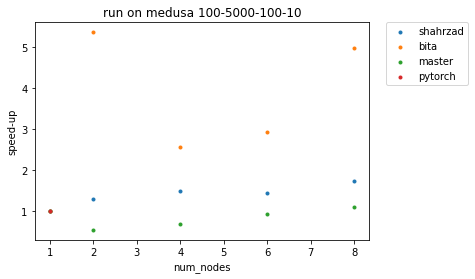 run on medusa 100-5000-100-10
shahrzad
bita
master
pytorch
speed-up
5
4
3
2
1
1
2
3
4
5
6
7
8
num_nodes